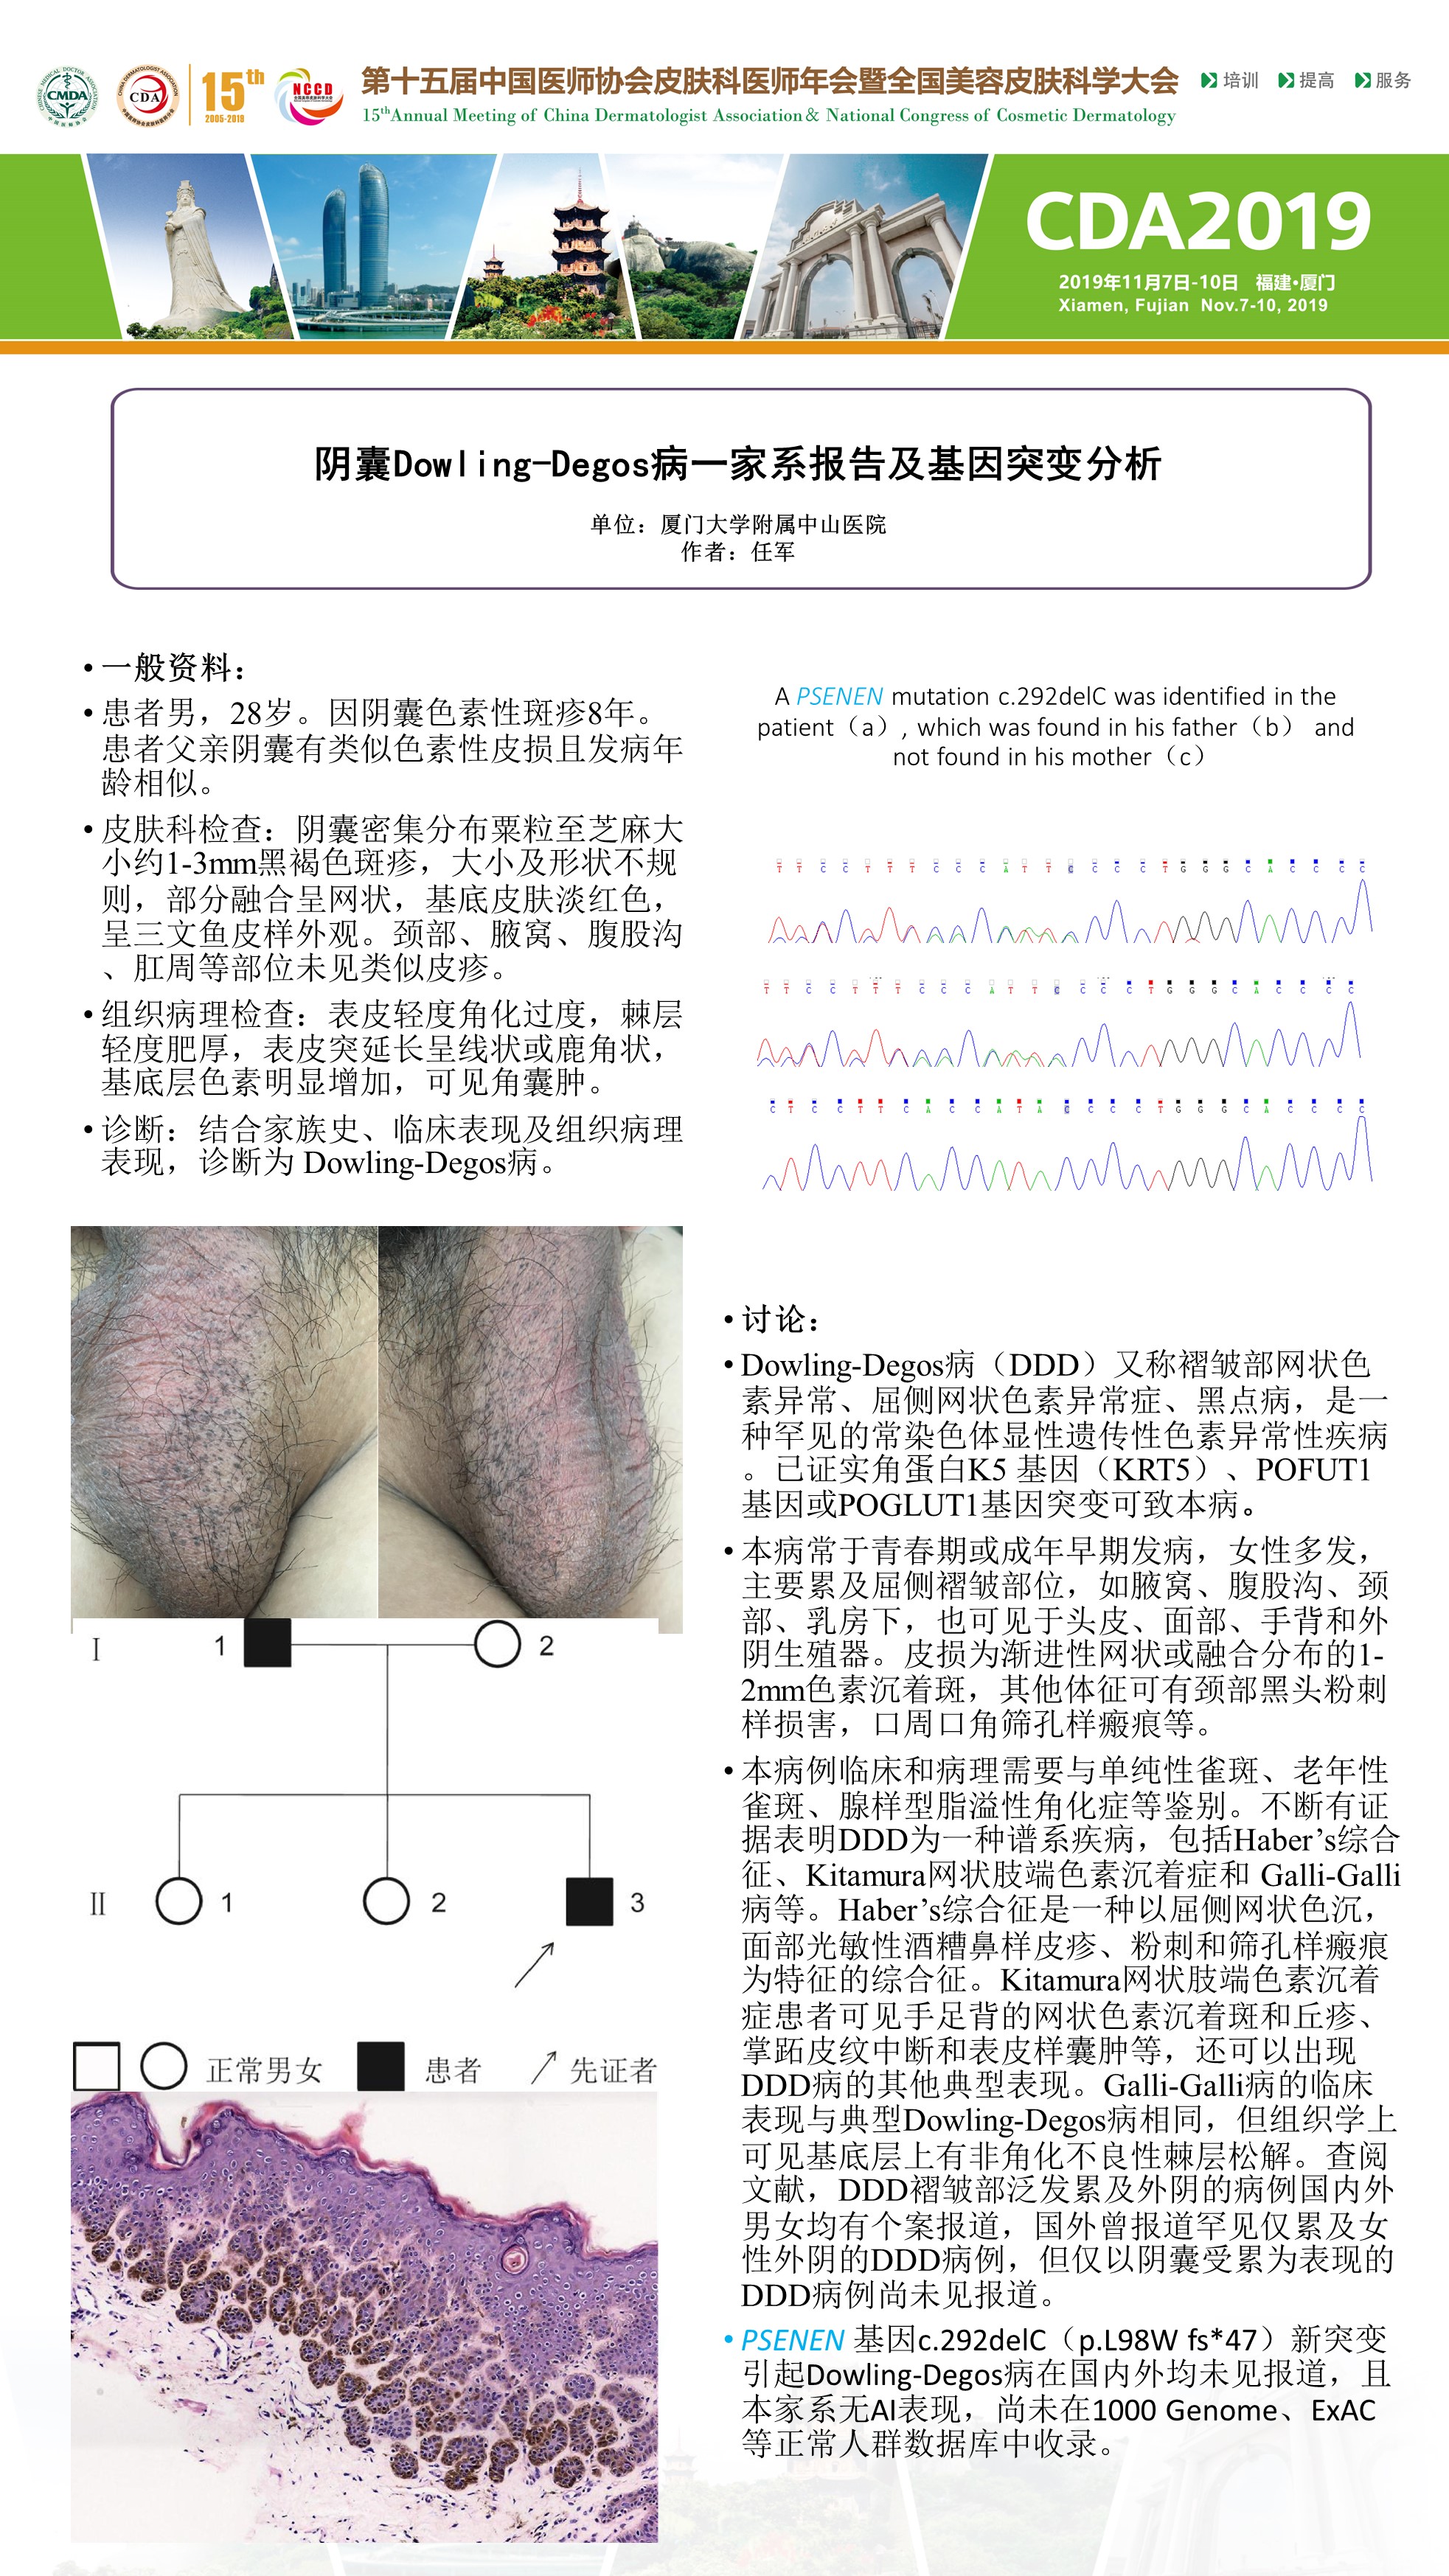 CMDA
CDA
15th
2005-2019
NCCD
第十五届中国医师协会皮肤科医师年会暨全国美容皮肤科学大会
15thAnnual Meeting of China Dermatologist Association& National Congress of Cosmetic Dermatology
培训 提高 服务
CDA2019
2019年11月7日-10日 福建•厦门
Xiamen, Fujian Nov.7-10, 2019
阴囊Dowling-Degos病一家系报告及基因突变分析
单位：厦门大学附属中山医院
作者：任军
• 一般资料：
• 患者男，28岁。因阴囊色素性斑疹8年。
患者父亲阴囊有类似色素性皮损且发病年
龄相似。
• 皮肤科检查：阴囊密集分布粟粒至芝麻大
小约1-3mm黑褐色斑疹，大小及形状不规
则，部分融合呈网状，基底皮肤淡红色，
呈三文鱼皮样外观。颈部、腋窝、腹股沟
、肛周等部位未见类似皮疹。
• 组织病理检查：表皮轻度角化过度，棘层
轻度肥厚，表皮突延长呈线状或鹿角状，
基底层色素明显增加，可见角囊肿。
• 诊断：结合家族史、临床表现及组织病理
表现，诊断为 Dowling-Degos病。
I 1 2
II 1 2 3
正常男女 患者 先证者
A PSENEN mutation c.292delC was identified in the
patient（a）, which was found in his father（b） and
not found in his mother（c）
T T C C T T T C C C A T T C C C C T G G G C A C C C C
T T C C T T T C C C A T T C C C C T G G G C A C C C C
C T C C T T C A C C A T A C C C C T G G G C A C C C C
• 讨论：
• Dowling-Degos病（DDD）又称褶皱部网状色
素异常、屈侧网状色素异常症、黑点病，是一
种罕见的常染色体显性遗传性色素异常性疾病
。已证实角蛋白K5 基因（KRT5）、POFUT1
基因或POGLUT1基因突变可致本病。
• 本病常于青春期或成年早期发病，女性多发，
主要累及屈侧褶皱部位，如腋窝、腹股沟、颈
部、乳房下，也可见于头皮、面部、手背和外
阴生殖器。皮损为渐进性网状或融合分布的1-
2mm色素沉着斑，其他体征可有颈部黑头粉刺
样损害，口周口角筛孔样瘢痕等。
• 本病例临床和病理需要与单纯性雀斑、老年性
雀斑、腺样型脂溢性角化症等鉴别。不断有证
据表明DDD为一种谱系疾病，包括Haber’s综合
征、Kitamura网状肢端色素沉着症和 Galli-Galli
病等。Haber’s综合征是一种以屈侧网状色沉，
面部光敏性酒糟鼻样皮疹、粉刺和筛孔样瘢痕
为特征的综合征。Kitamura网状肢端色素沉着
症患者可见手足背的网状色素沉着斑和丘疹、
掌跖皮纹中断和表皮样囊肿等，还可以出现
DDD病的其他典型表现。Galli-Galli病的临床
表现与典型Dowling-Degos病相同，但组织学上
可见基底层上有非角化不良性棘层松解。查阅
文献，DDD褶皱部泛发累及外阴的病例国内外
男女均有个案报道，国外曾报道罕见仅累及女
性外阴的DDD病例，但仅以阴囊受累为表现的
DDD病例尚未见报道。
• PSENEN 基因c.292delC（p.L98W fs*47）新突变
引起Dowling-Degos病在国内外均未见报道，且
本家系无AI表现，尚未在1000 Genome、ExAC
等正常人群数据库中收录。